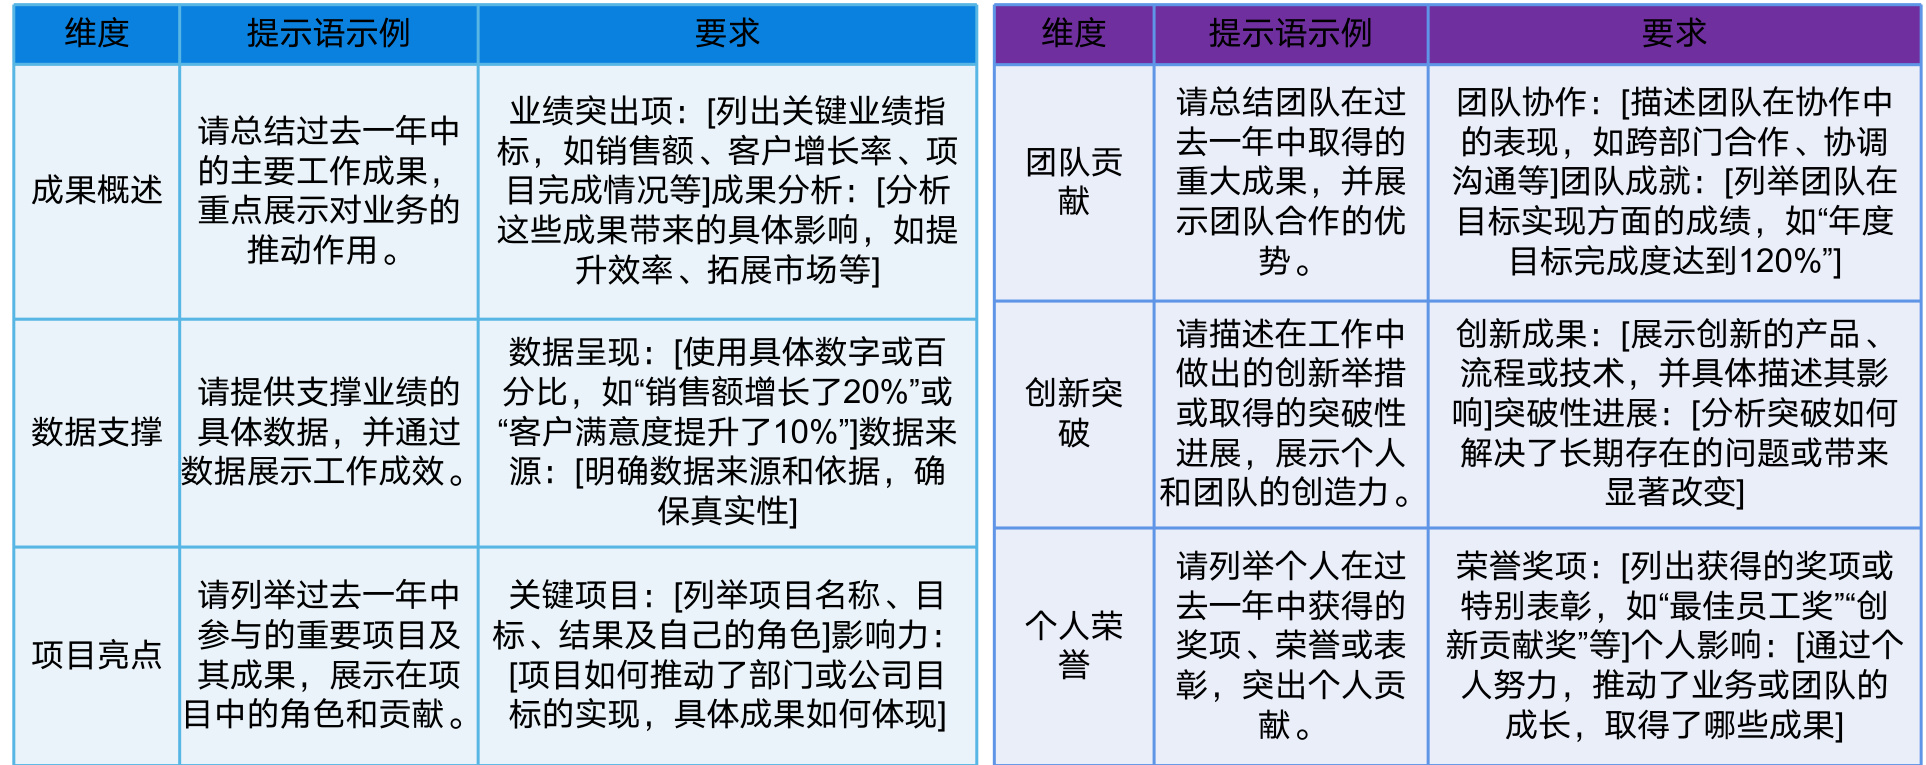 维度
提示语示例
要求
成果概述
请总结过去一年中
的主要工作成果，
重点展示对业务的
推动作用。
业绩突出项：[列出关键业绩指
标，如销售额、客户增长率、项
目完成情况等]成果分析：[分析
这些成果带来的具体影响，如提
升效率、拓展市场等]
数据支撑
请提供支撑业绩的
具体数据，并通过
数据展示工作成效。
数据呈现：[使用具体数字或百
分比，如“销售额增长了20%”或
“客户满意度提升了10%”]数据来
源：[明确数据来源和依据，确
保真实性]
项目亮点
请列举过去一年中
参与的重要项目及
其成果，展示在项
目中的角色和贡献。
关键项目：[列举项目名称、目
标、结果及自己的角色]影响力：
[项目如何推动了部门或公司目
标的实现，具体成果如何体现]
维度
提示语示例
要求
团队贡
献
请总结团队在过
去一年中取得的
重大成果，并展
示团队合作的优
势。
团队协作：[描述团队在协作中
的表现，如跨部门合作、协调
沟通等]团队成就：[列举团队在
目标实现方面的成绩，如“年度
目标完成度达到120%”]
创新突
破
请描述在工作中
做出的创新举措
或取得的突破性
进展，展示个人
和团队的创造力。
创新成果：[展示创新的产品、
流程或技术，并具体描述其影
响]突破性进展：[分析突破如何
解决了长期存在的问题或带来
显著改变]
个人荣
誉
请列举个人在过
去一年中获得的
奖项、荣誉或表
彰，突出个人贡
献。
荣誉奖项：[列出获得的奖项或
特别表彰，如“最佳员工奖”“创
新贡献奖”等]个人影响：[通过个
人努力，推动了业务或团队的
成长，取得了哪些成果]